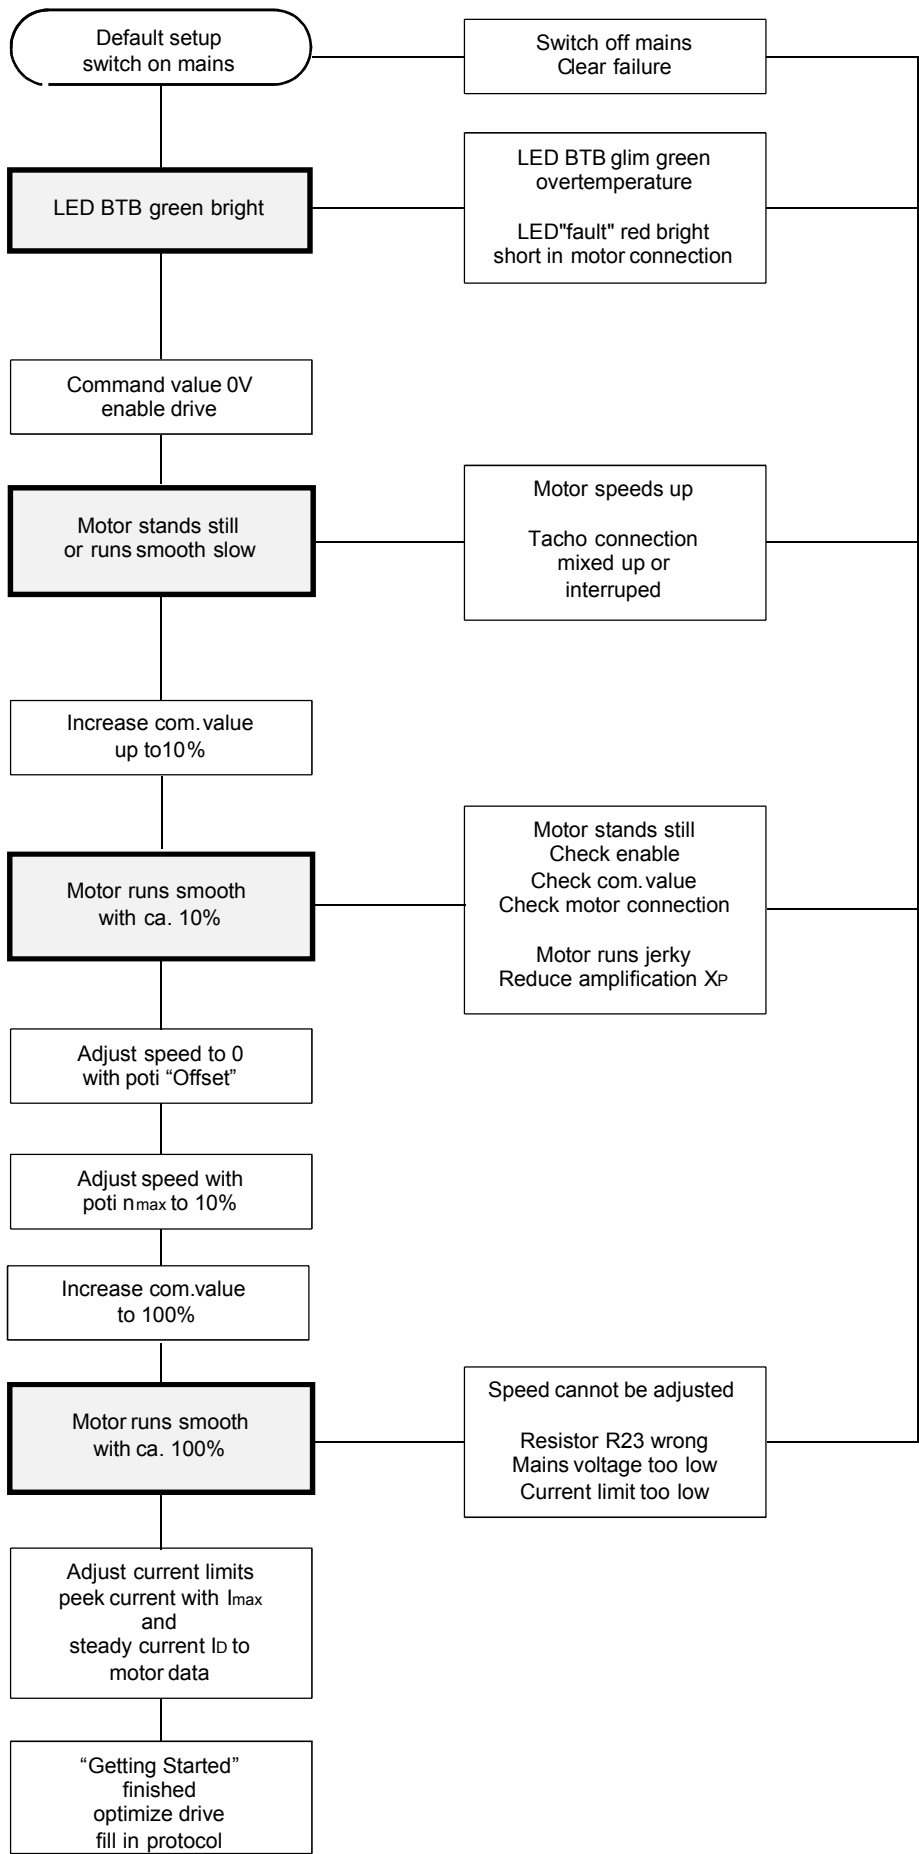 Default setup
switch on mains
Switch off mains
Clear failure
LED BTB green bright
LED BTB glim green
overtemperature
LED"fault" red bright
short in motor connection
Command value 0V
enable drive
Motor stands still
or runs smooth slow
Motor speeds up
Tacho connection
mixed up or
interruped
Increase com.value
up to10%
Motor runs smooth
with ca. 10%
Motor stands still
Check enable
Check com.value
Check motor connection
Motor runs jerky
Reduce amplification XP
Adjust speed to 0
with poti “Offset”
Adjust speed with
poti nmax to 10%
Increase com.value
to 100%
Motor runs smooth
with ca. 100%
Speed cannot be adjusted
Resistor R23 wrong
Mains voltage too low
Current limit too low
Adjust current limits
peek current with Imax
and
steady current ID to
motor data
“Getting Started”
finished
optimize drive
fill in protocol